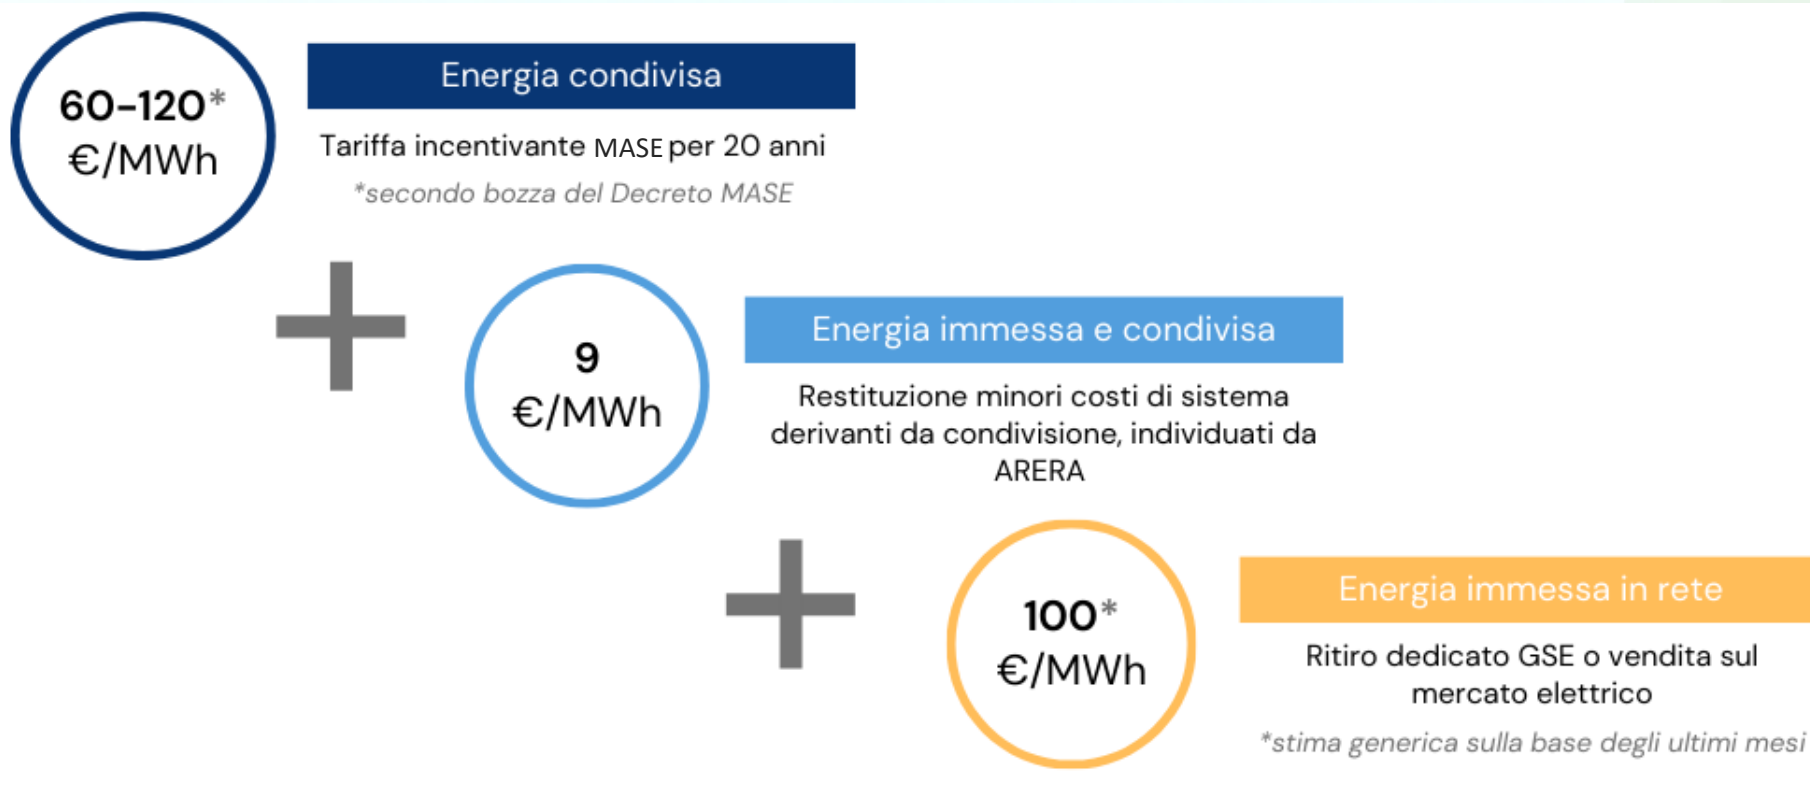 60-120*
€/MWh
Energia condivisa
Tariffa incentivante MASE per 20 anni
*secondo bozza del Decreto MASE
9
€/MWh
Energia immessa e condivisa
Restituzione minori costi di sistema
derivanti da condivisione, individuati da
ARERA
100*
€/MWh
Energia immessa in rete
Ritiro dedicato GSE o vendita sul
mercato elettrico
*stima generica sulla base degli ultimi mesi